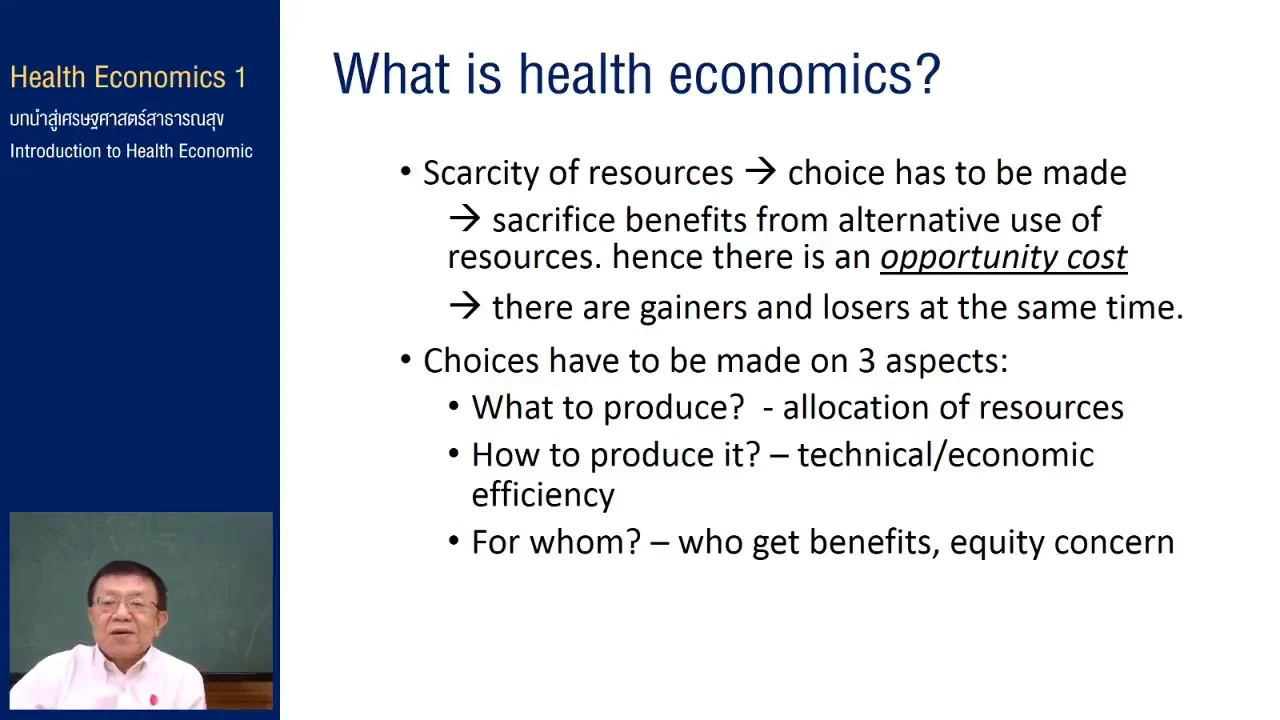 Health Economics 1
บทนำสู่เศรษฐศาสตร์สาธารณสุข
Introduction to Health Economic
What is health economics?
• Scarcity of resources → choice has to be made
→ sacrifice benefits from alternative use of
resources. hence there is an opportunity cost
→ there are gainers and losers at the same time.
• Choices have to be made on 3 aspects:
• What to produce? - allocation of resources
• How to produce it? – technical/economic
efficiency
• For whom? – who get benefits, equity concern